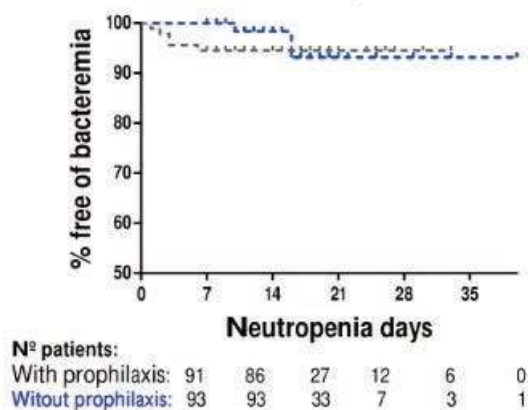 100
90
80
70
60
50
% free of bacteremia
0 7 14 21 28 35
Neutropenia days
Nº patients:
With prophilaxis: 91 86 27 12 6 0
Witout prophilaxis: 93 93 33 7 3 1